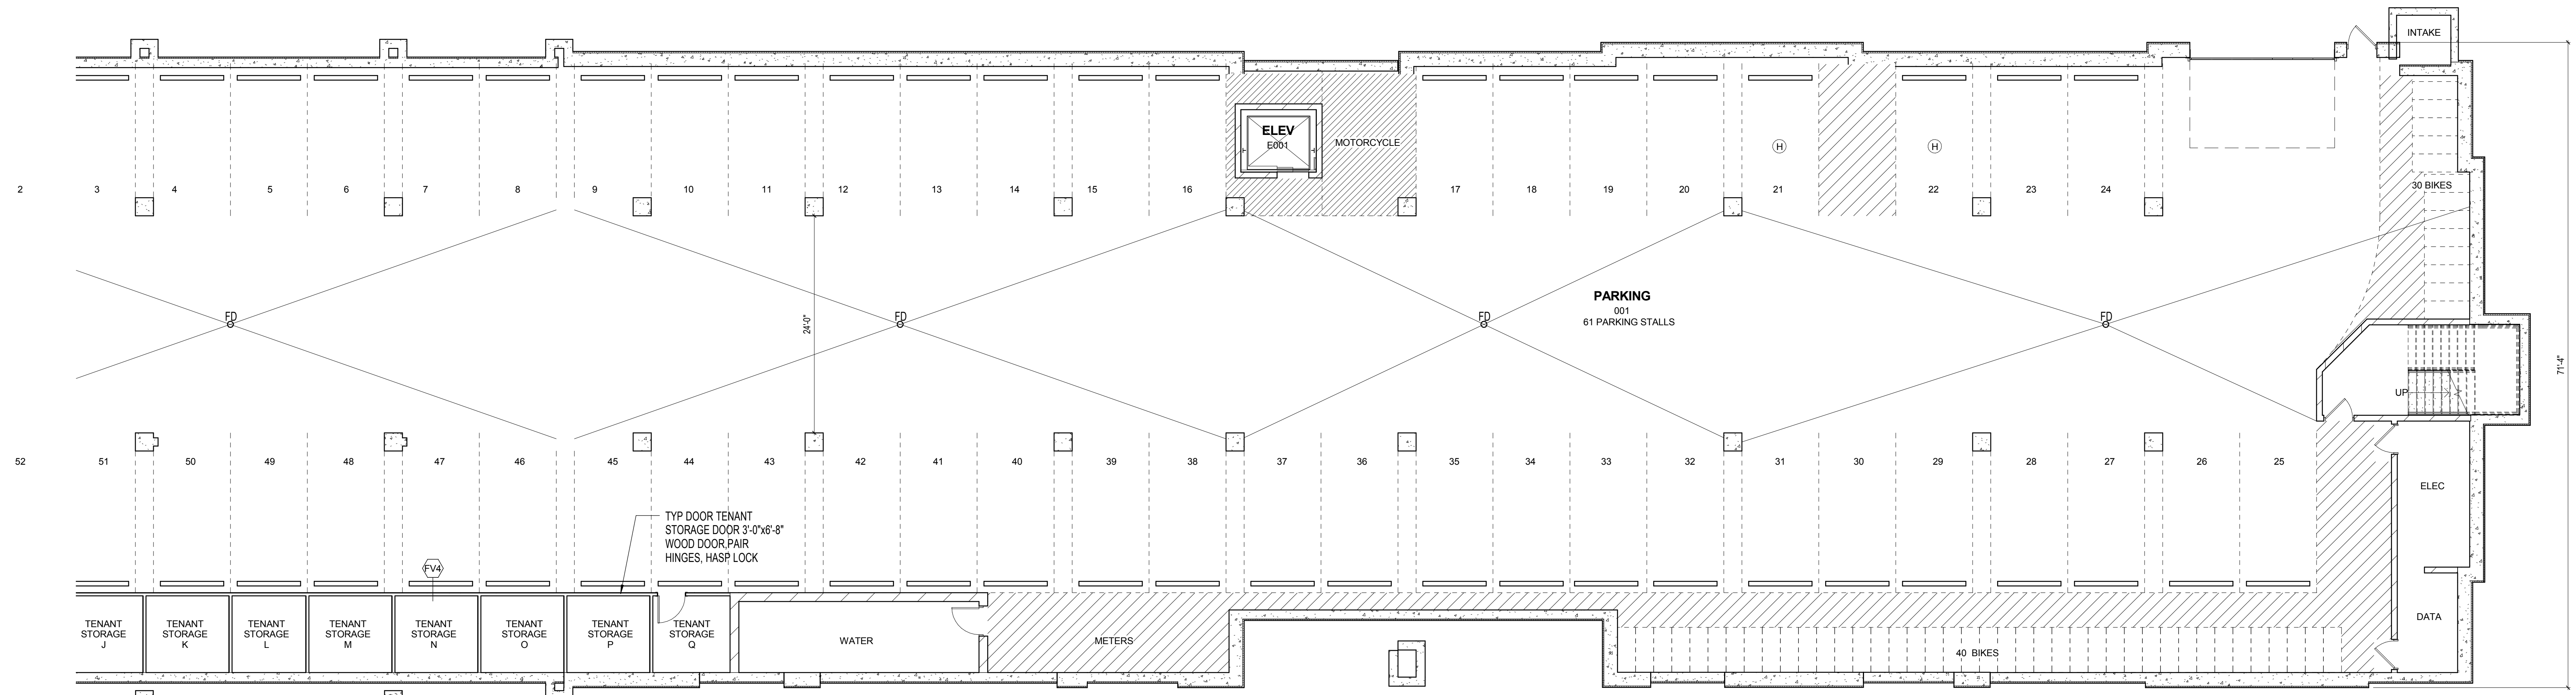 INTAKE
ELEV
E001
MOTORCYCLE
H
H
2
3
4
5
6
7
8
9
10
11
12
13
14
15
16
17
18
19
20
21
22
23
24
30 BIKES
PARKING
001
61 PARKING STALLS
FD
FD
FD
FD
24'-0"
71'-4"
UP
52
51
50
49
48
47
46
45
44
43
42
41
40
39
38
37
36
35
34
33
32
31
30
29
28
27
26
25
ELEC
TYP DOOR TENANT
STORAGE DOOR 3'-0"x6'-8"
WOOD DOOR,PAIR
HINGES, HASP LOCK
FV4
TENANT
STORAGE
J
TENANT
STORAGE
K
TENANT
STORAGE
L
TENANT
STORAGE
M
TENANT
STORAGE
N
TENANT
STORAGE
O
TENANT
STORAGE
P
TENANT
STORAGE
Q
WATER
METERS
40 BIKES
DATA